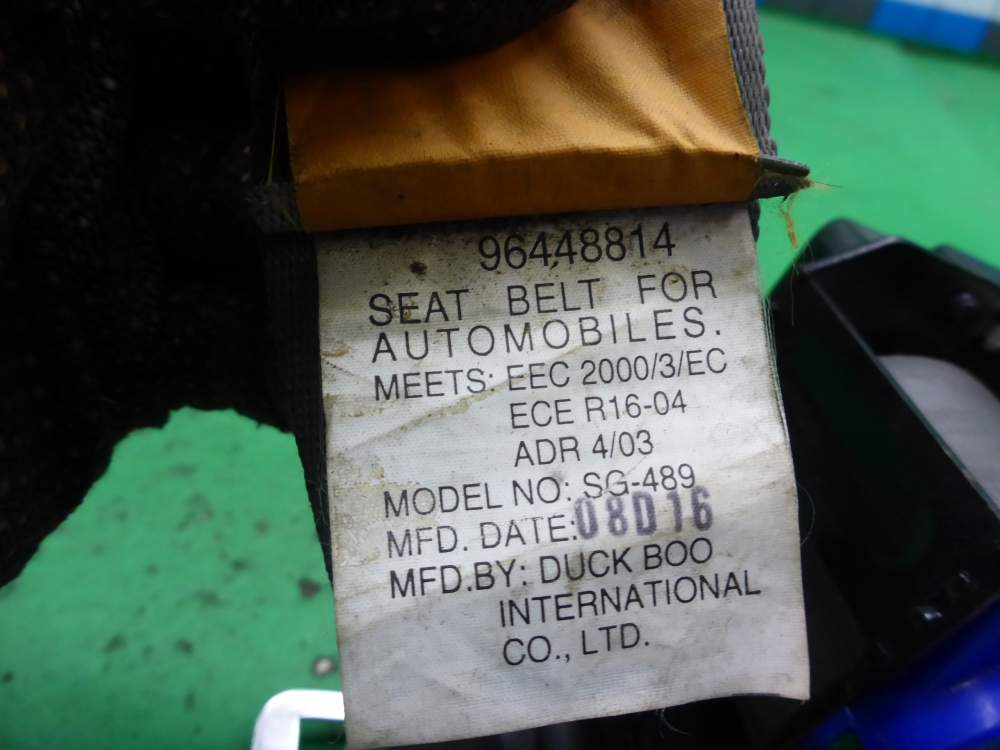 96448814
SEAT BELT FOR
AUTOMOBILES.
MEETS: EEC 2000/3/EC
ECE R16-04
ADR 4/03
MODEL NO: SG-489
MFD. DATE:08D16
MFD.BY: DUCK BOO
INTERNATIONAL
CO., LTD.